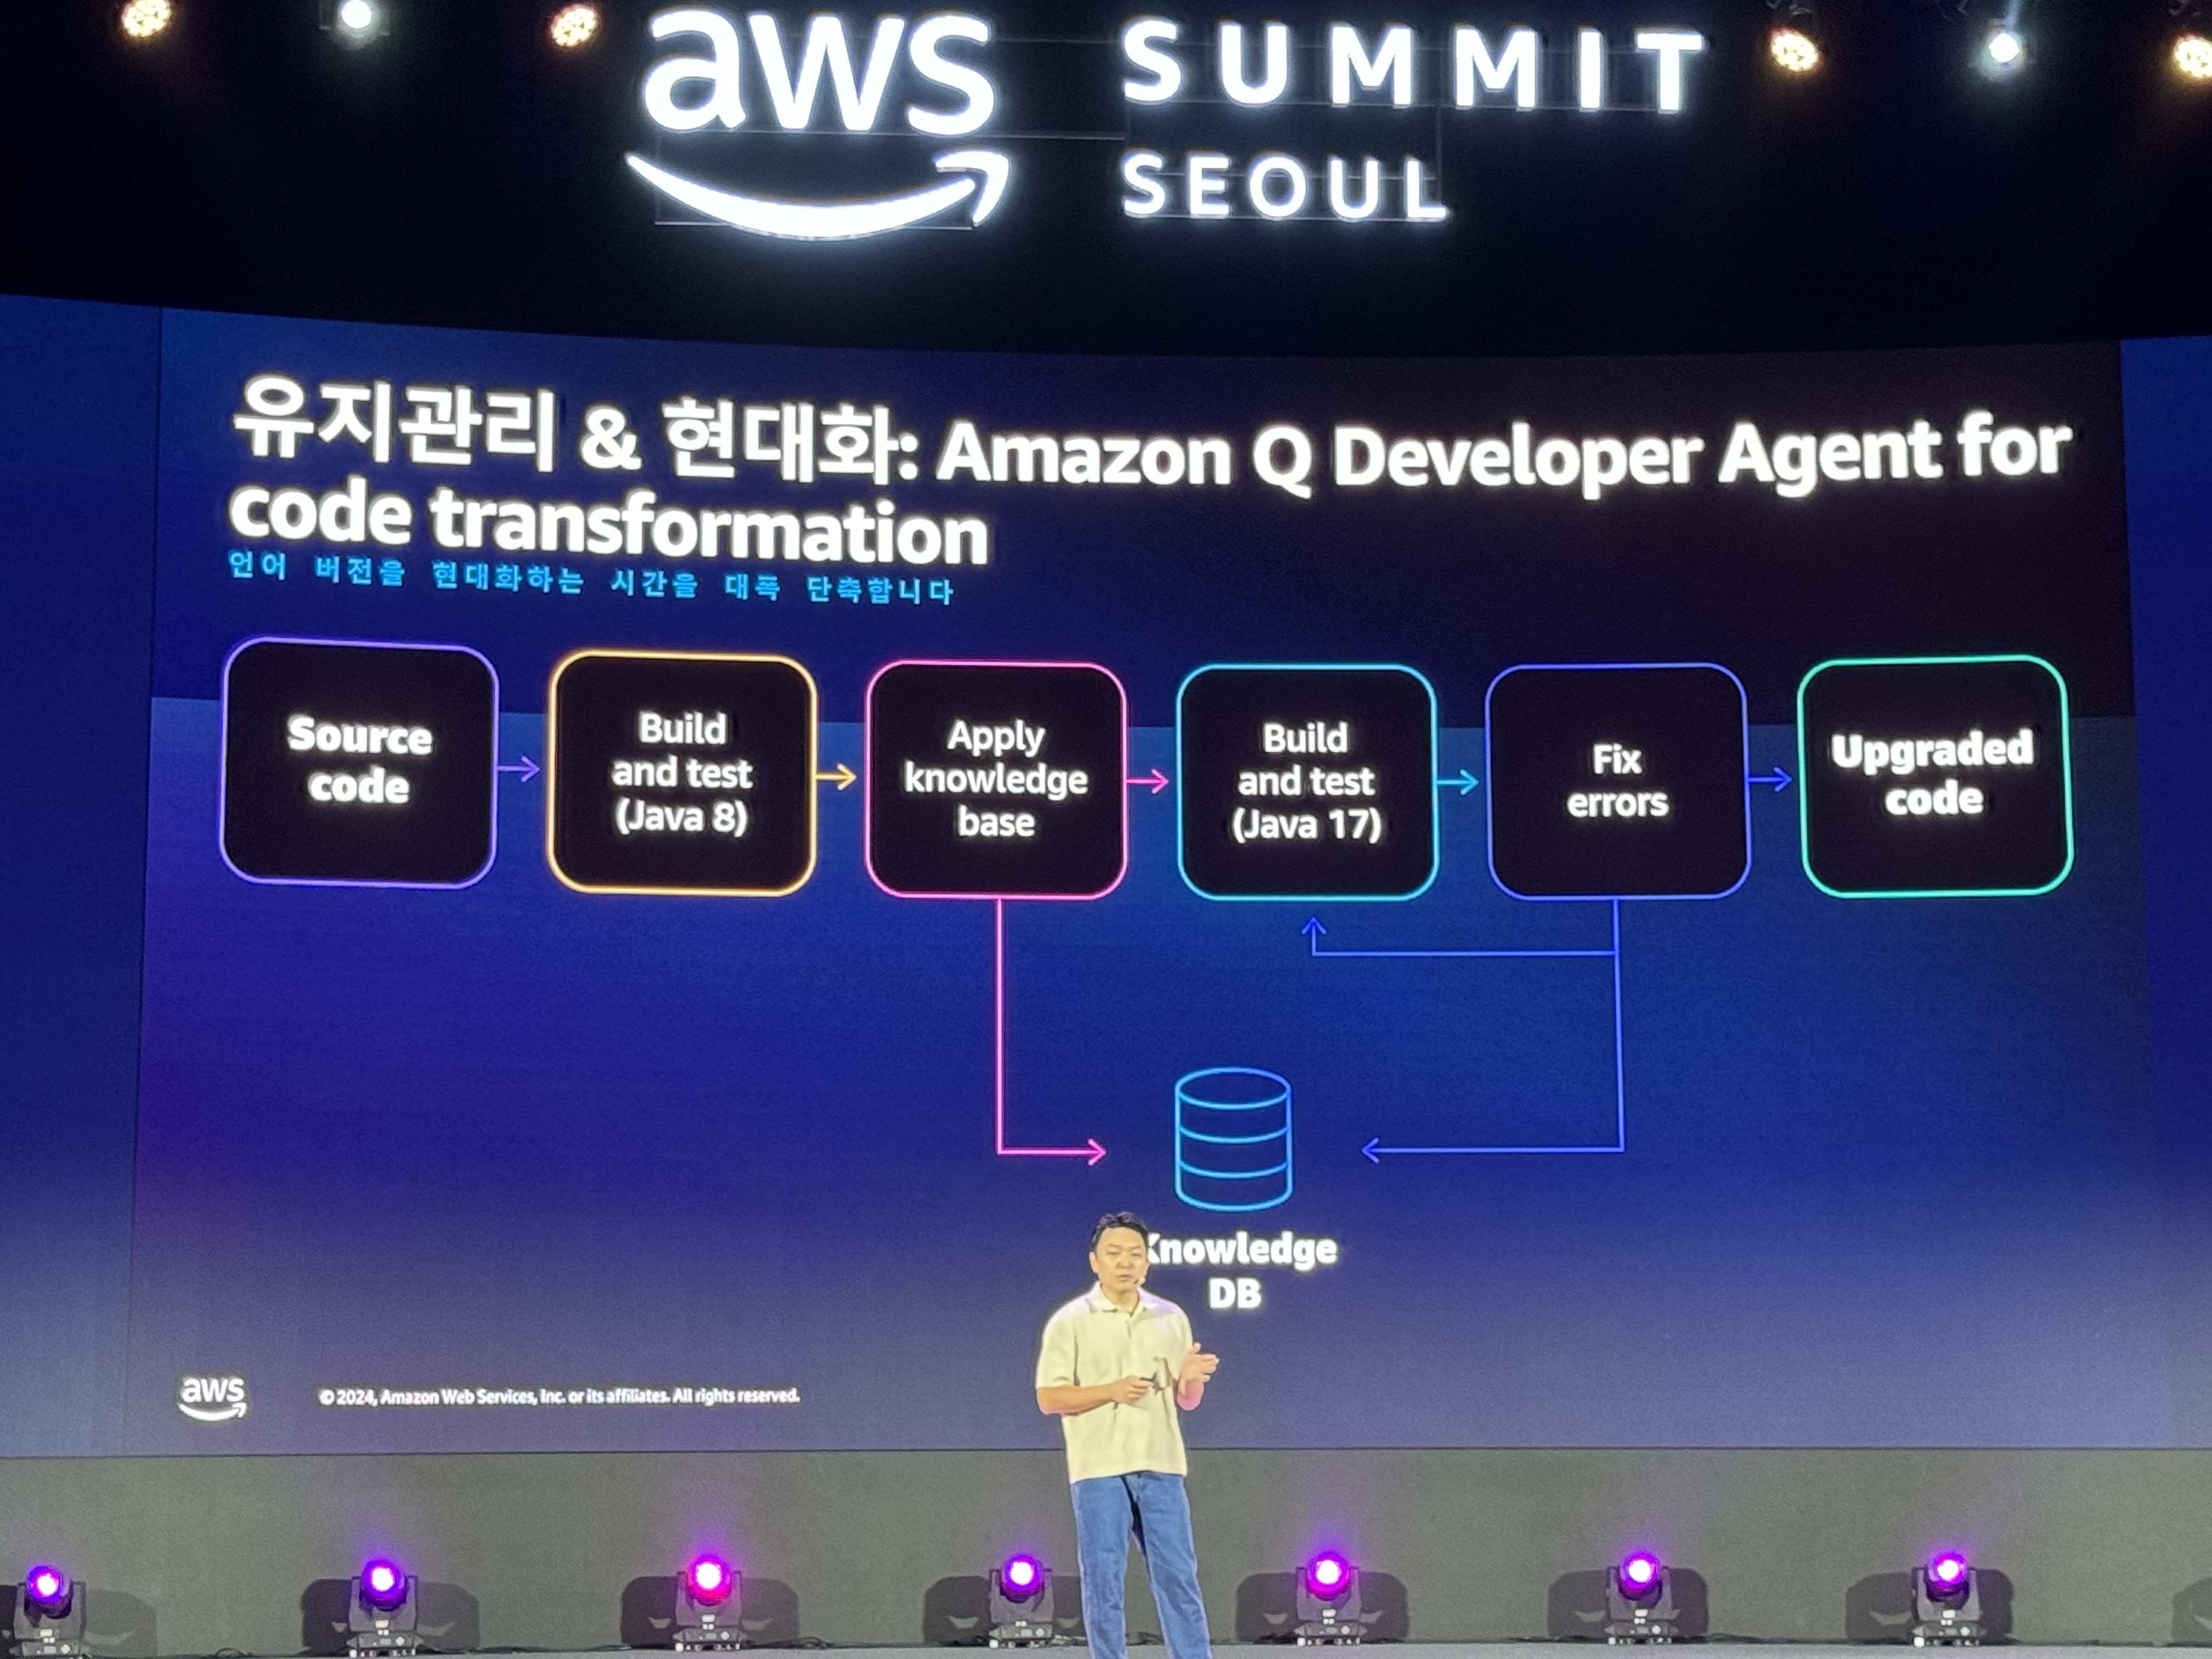 aws SUMMIT
SEOUL
유지관리 & 현대화: Amazon Q Developer Agent for
code transformation
언어 버전을 현대화하는 시간을 대폭 단축합니다
Source
code
Build
and test
(Java 8)
Apply
knowledge
base
Build
and test
(Java 17)
Fix
errors
Upgraded
code
Knowledge
DB
aws
© 2024, Amazon Web Services, Inc. or its affiliates. All rights reserved.